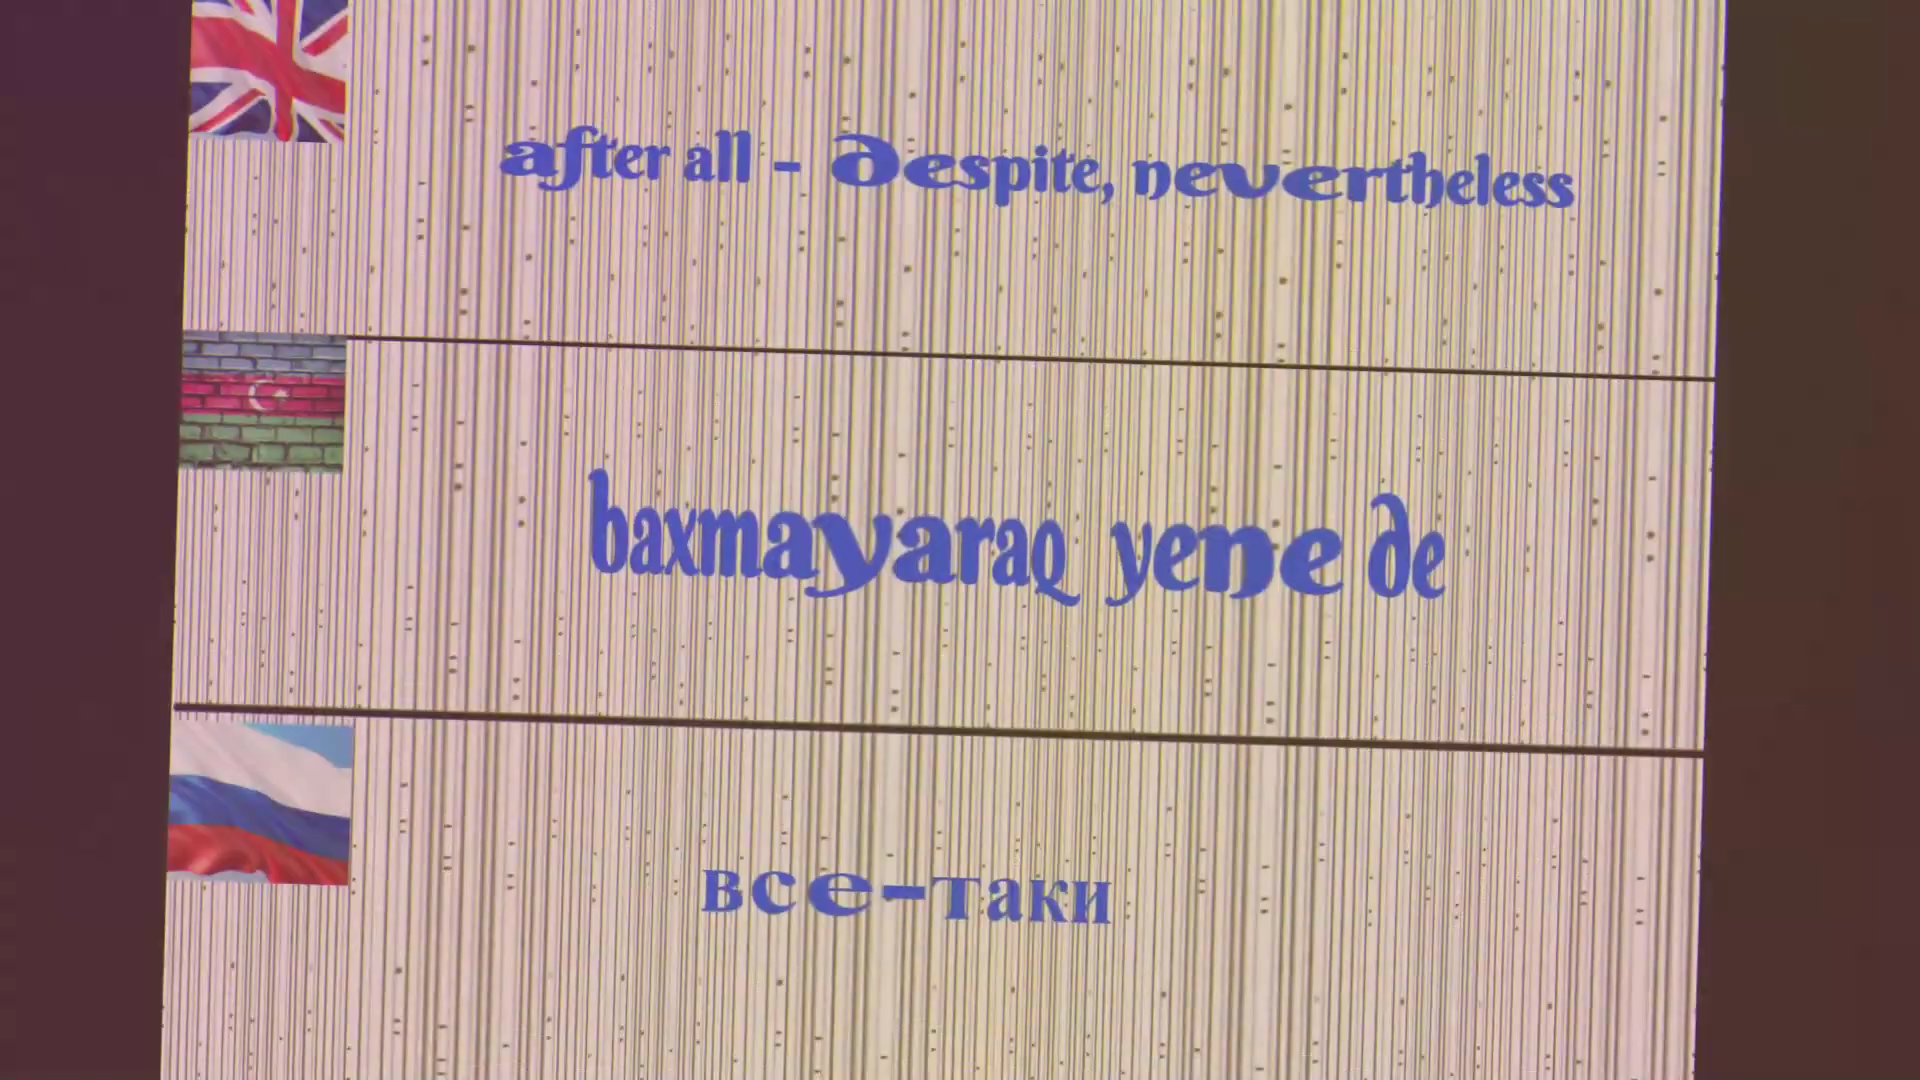 after all - despite, nevertheless
baxmayaraq yene de
все-таки